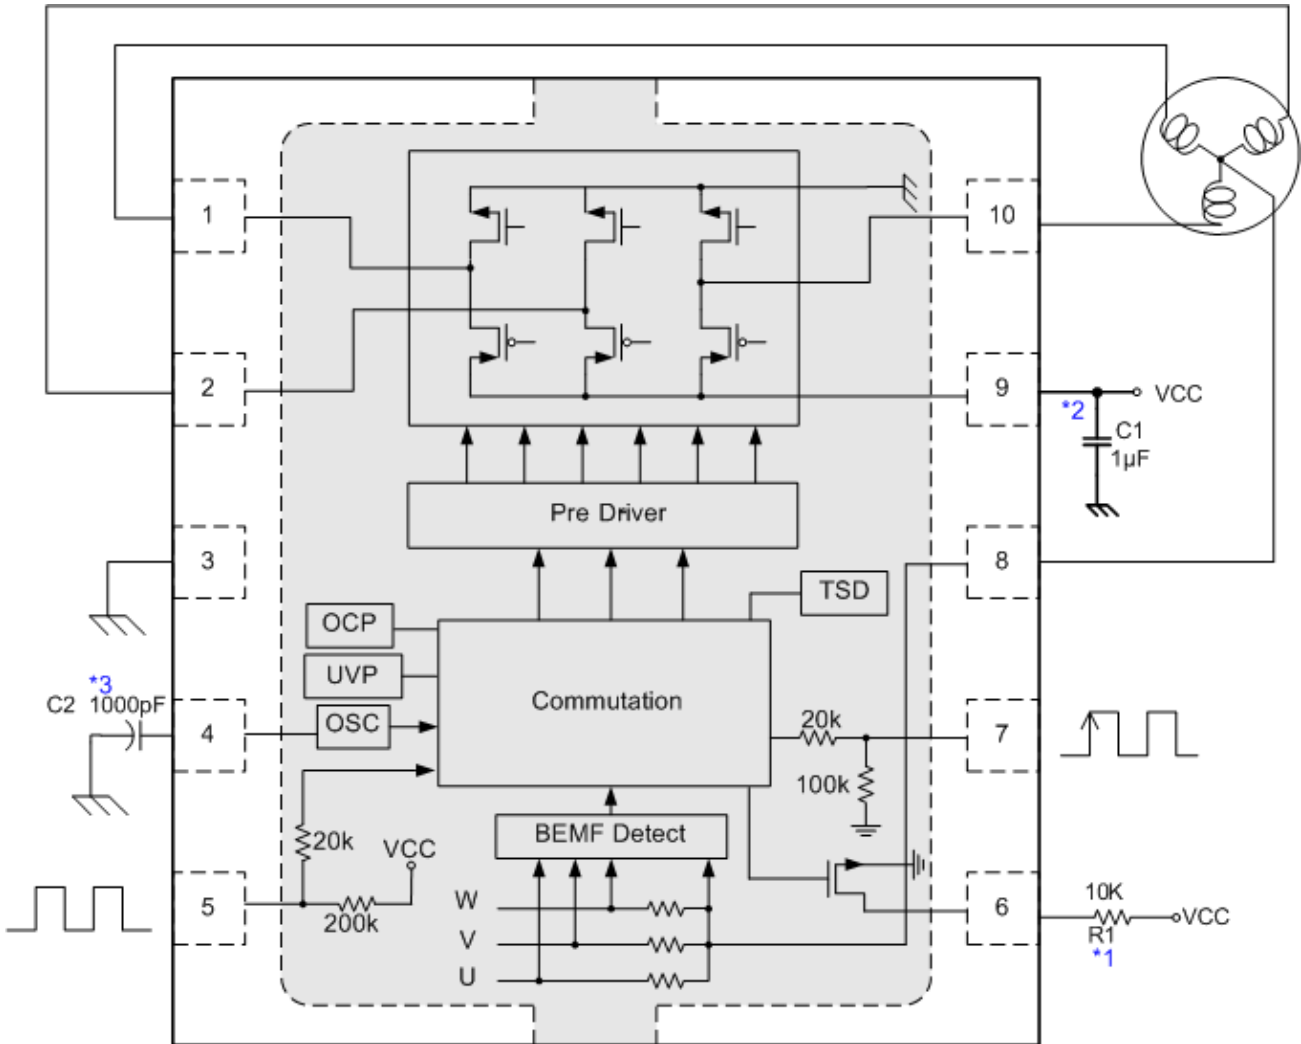 1
10
2
9
VCC
*2
C1
1µF
Pre Driver
3
8
TSD
OCP
UVP
*3
C2 1000pF
Commutation
4
OSC
20k
7
100k
20k
VCC
BEMF Detect
5
200k
W
6
10K
VCC
R1
*1
V
U